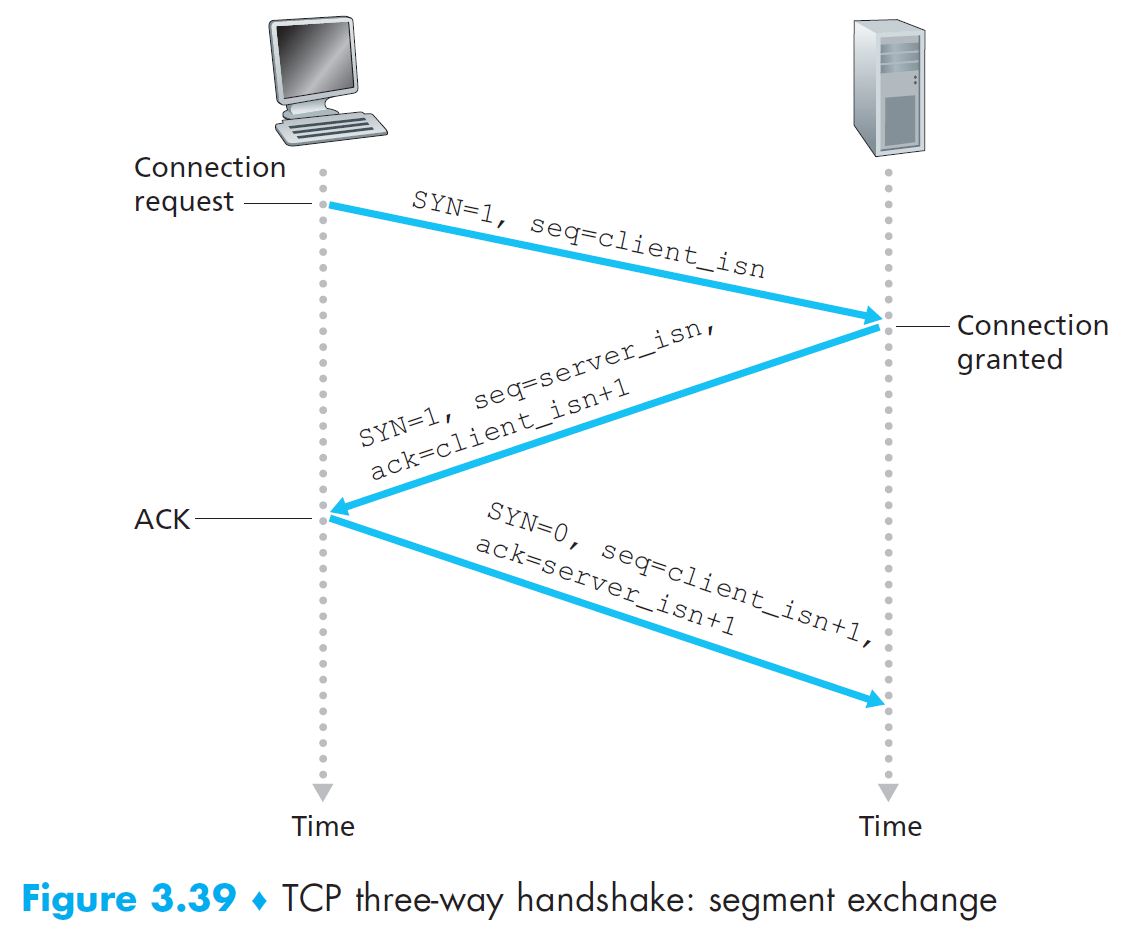 Connection
request
SYN=1, seq=client_isn
Connection
granted
SYN=1, seq=server_isn,
ack=client_isn+1
ACK
SYN=0, seq=client_isn+1,
ack=server_isn+1
Time
Time
Figure 3.39 ♦ TCP three-way handshake: segment exchange